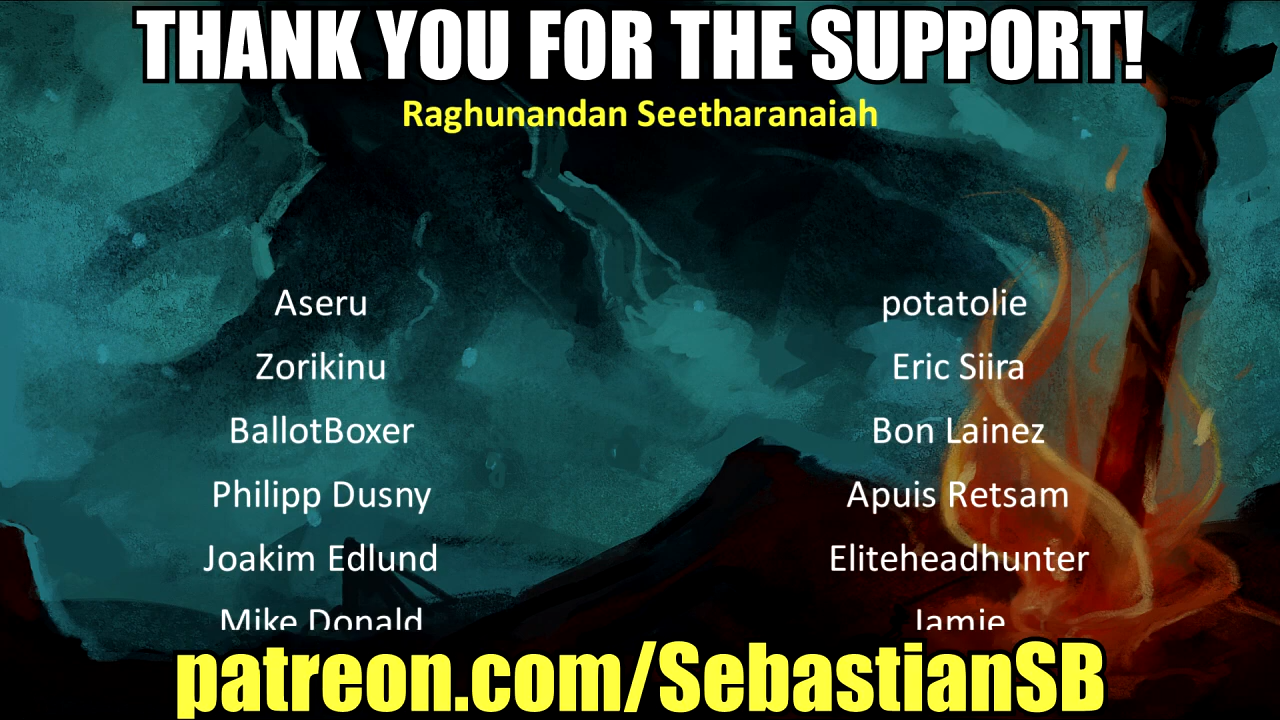 THANK YOU FOR THE SUPPORT!
Raghunandan Seetharanaiah
Aseru potatolie
Zorikinu Eric Siira
BallotBoxer Bon Lainez
Philipp Dusny Apuis Retsam
Joakim Edlund Eliteheadhunter
Mike Donald Jamie
patreon.com/SebastianSB